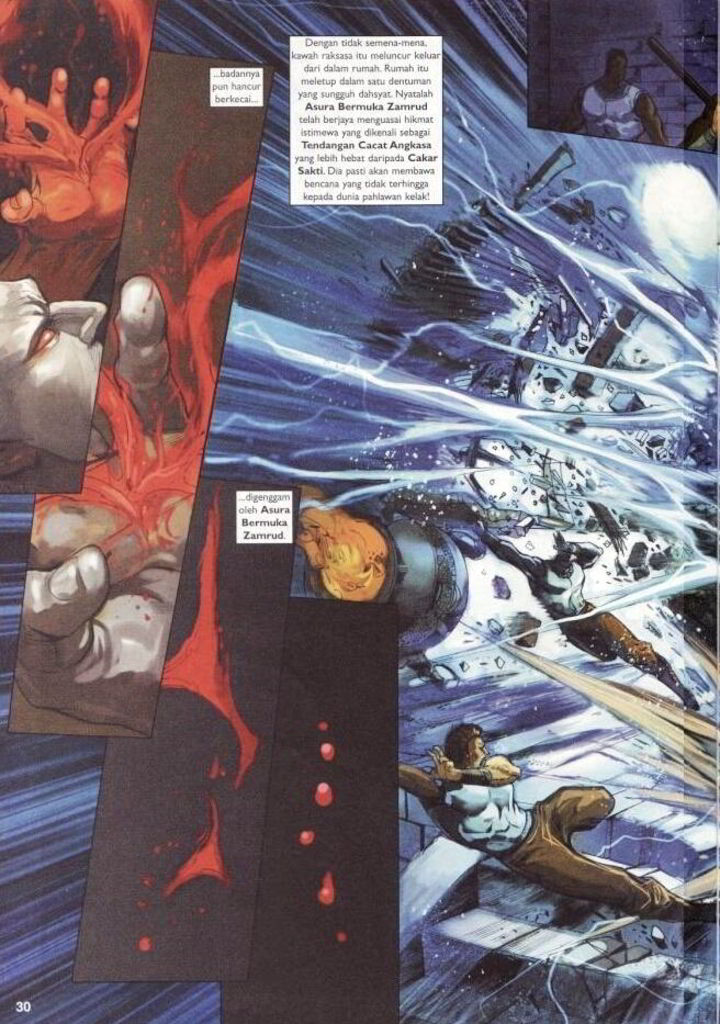 ...badannya
pun hancur
berkecai...
Dengan tidak semena-mena,
kawah raksasa itu meluncur keluar
dari dalam rumah. Rumah itu
meletup dalam satu dentuman
yang sungguh dahsyat. Nyatalah
Asura Bermuka Zamrud
telah berjaya menguasai hikmat
istimewa yang dikenali sebagai
Tendangan Cacat Angkasa
yang lebih hebat daripada Cakar
Sakti. Dia pasti akan membawa
bencana yang tidak terhingga
kepada dunia pahlawan kelak!
...digenggam
oleh Asura
Bermuka
Zamrud.
30